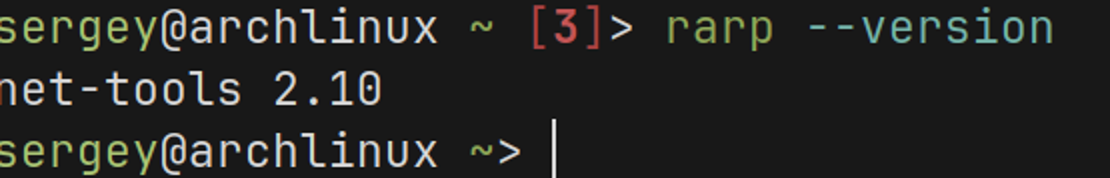 sergey@archlinux ~ [3]> rarp --version
net-tools 2.10
sergey@archlinux ~>